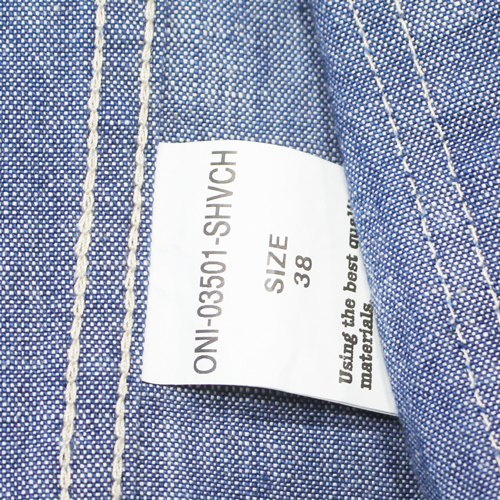 ONI-03501-SHVCH
SIZE
38
Using the best
materials.